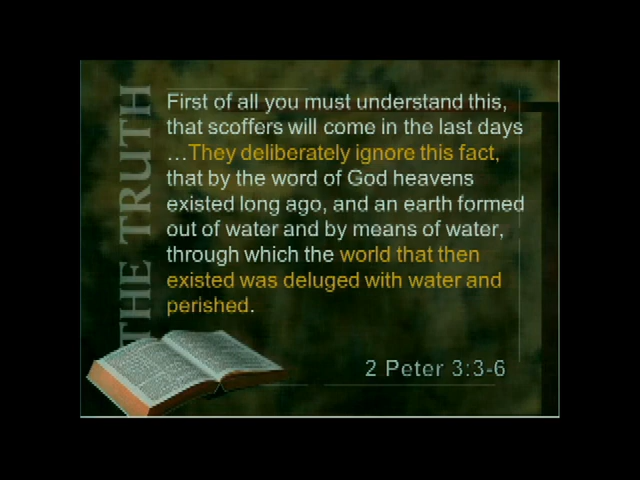 THE TRUTH
First of all you must understand this,
that scoffers will come in the last days
…They deliberately ignore this fact,
that by the word of God heavens
existed long ago, and an earth formed
out of water and by means of water,
through which the world that then
existed was deluged with water and
perished.
2 Peter 3:3-6